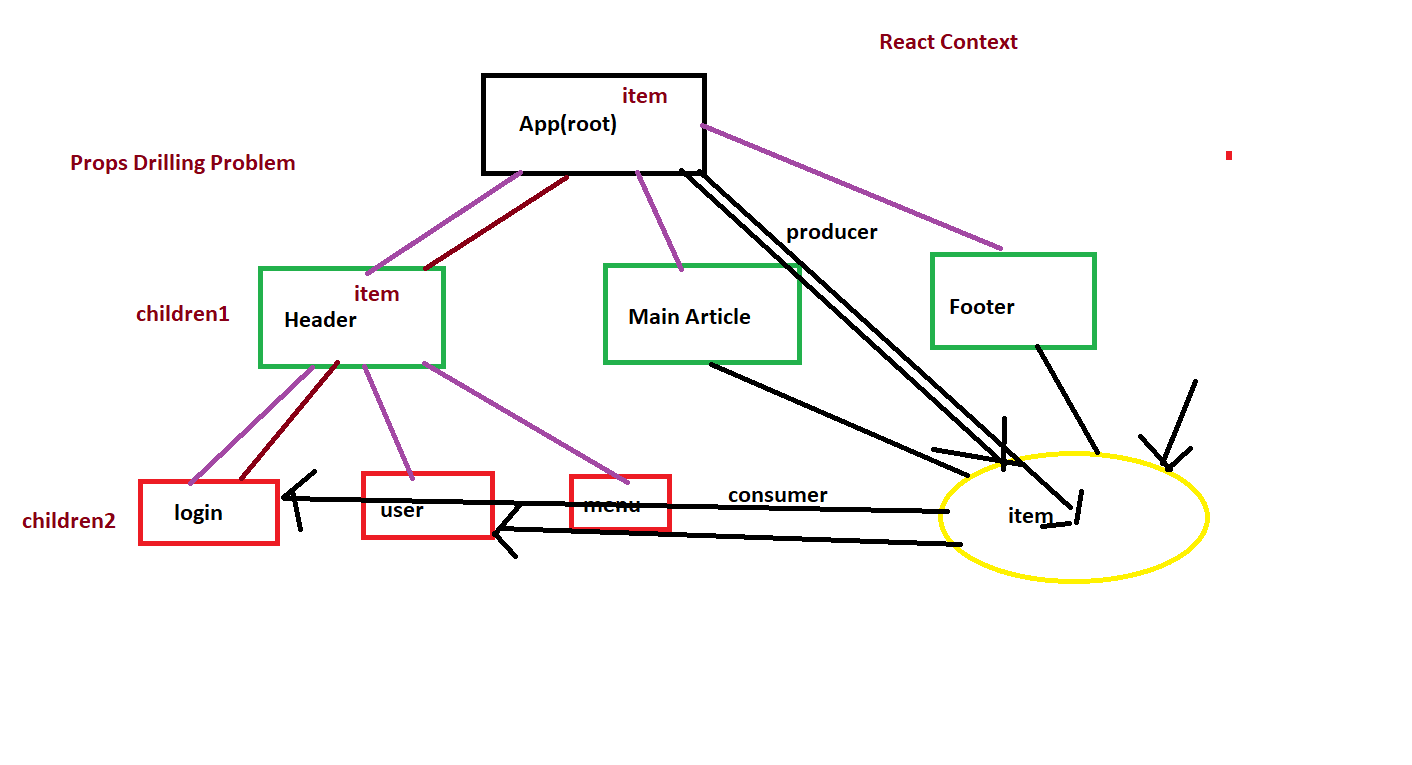 React Context
item
App(root)
Props Drilling Problem
producer
item
children1
Header
Main Article
Footer
consumer
children2
login
user
menu
item